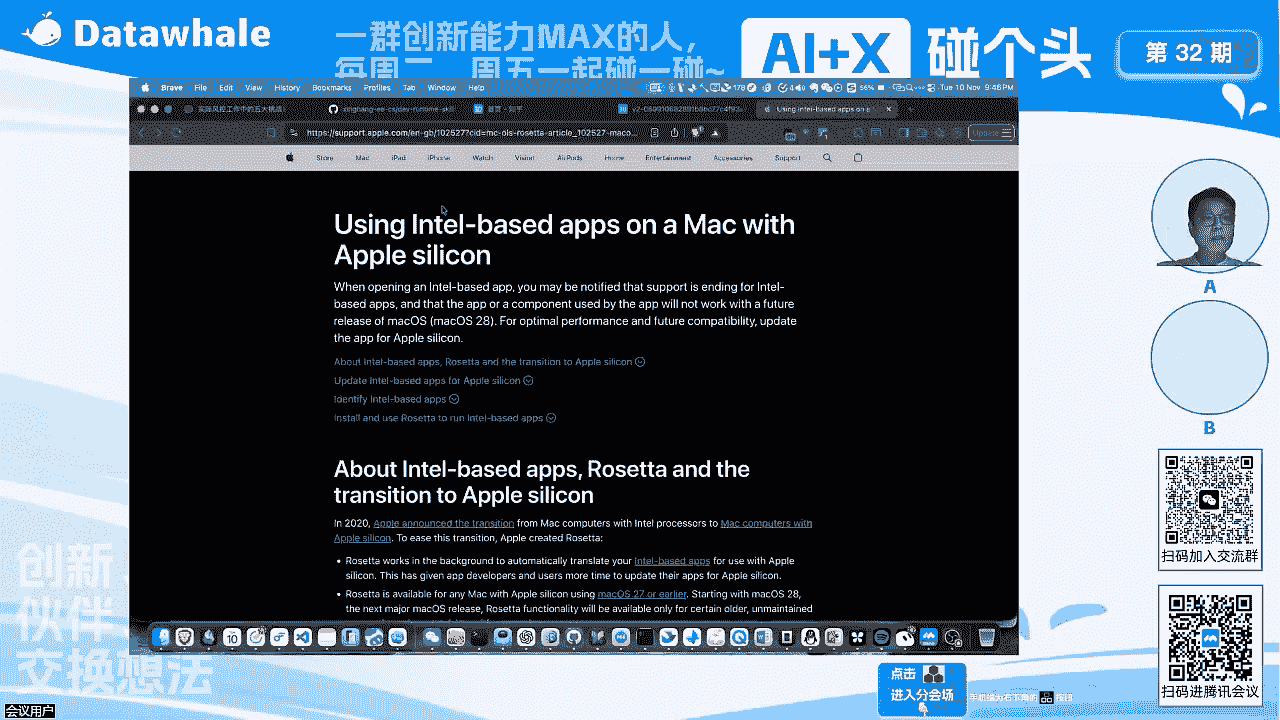 Datawhale
一群创新能力MAX的人，
每周二、周五一起碰一碰~
AI+X
碰个头
第 32 期
Brave File Edit View History Bookmarks Profiles Tab Window Help
Tue 10 Nov 9:46 PM
Using Intel-based apps on a
https://support.apple.com/en-gb/102527?cid=mc-ols-rosetta-article_102527-maco...
Update
Store Mac iPad iPhone Watch Vision AirPods Home Entertainment Accessories Support
Using Intel-based apps on a Mac with
Apple silicon
When opening an Intel-based app, you may be notified that support is ending for Intel-
based apps, and that the app or a component used by the app will not work with a future
release of macOS (macOS 28). For optimal performance and future compatibility, update
the app for Apple silicon.
About Intel-based apps, Rosetta and the transition to Apple silicon
Update Intel-based apps for Apple silicon
Identify Intel-based apps
Install and use Rosetta to run Intel-based apps
About Intel-based apps, Rosetta and the
transition to Apple silicon
In 2020, Apple announced the transition from Mac computers with Intel processors to Mac computers with
Apple silicon. To ease this transition, Apple created Rosetta:
• Rosetta works in the background to automatically translate your Intel-based apps for use with Apple
silicon. This has given app developers and users more time to update their apps for Apple silicon.
• Rosetta is available for any Mac with Apple silicon using macOS 27 or earlier. Starting with macOS 28,
the next major macOS release, Rosetta functionality will be available only for certain older, unmaintained
A
B
扫码加入交流群
扫码进腾讯会议
创新
伙伴
交换想法
点击
进入分会场
会议用户